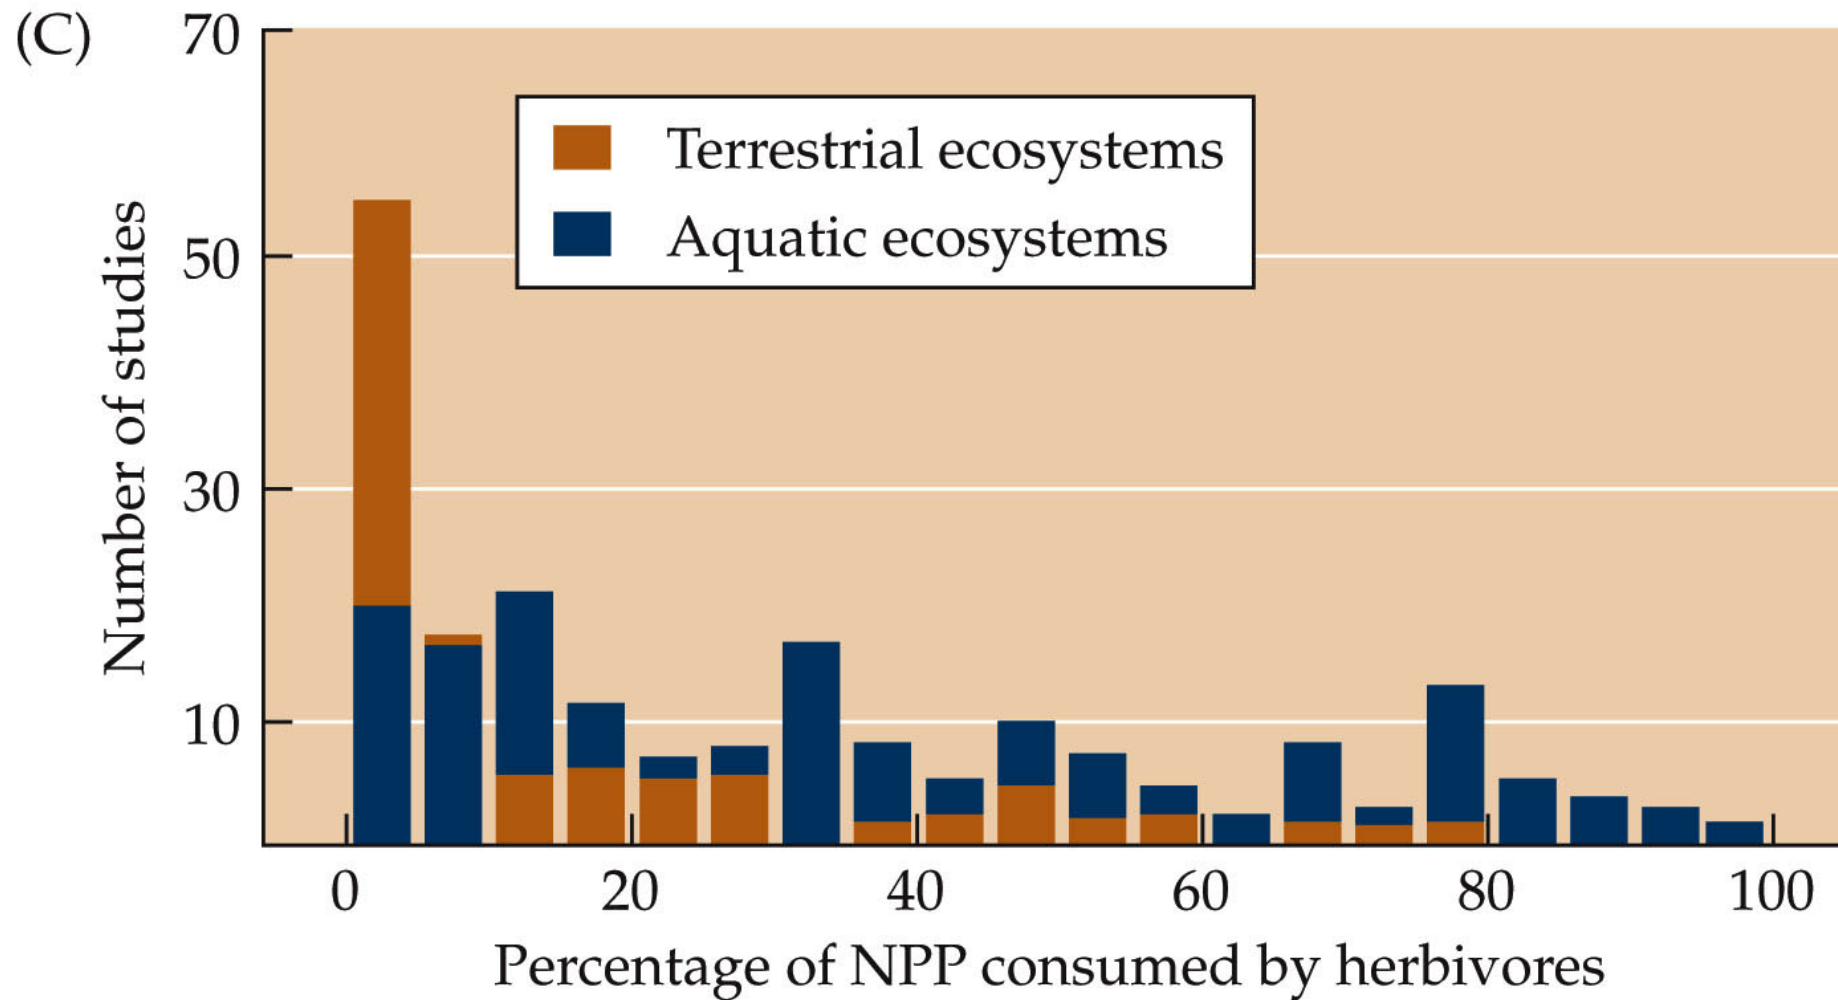 (C)
70
50
30
10
Number of studies
Terrestrial ecosystems
Aquatic ecosystems
0 20 40 60 80 100
Percentage of NPP consumed by herbivores